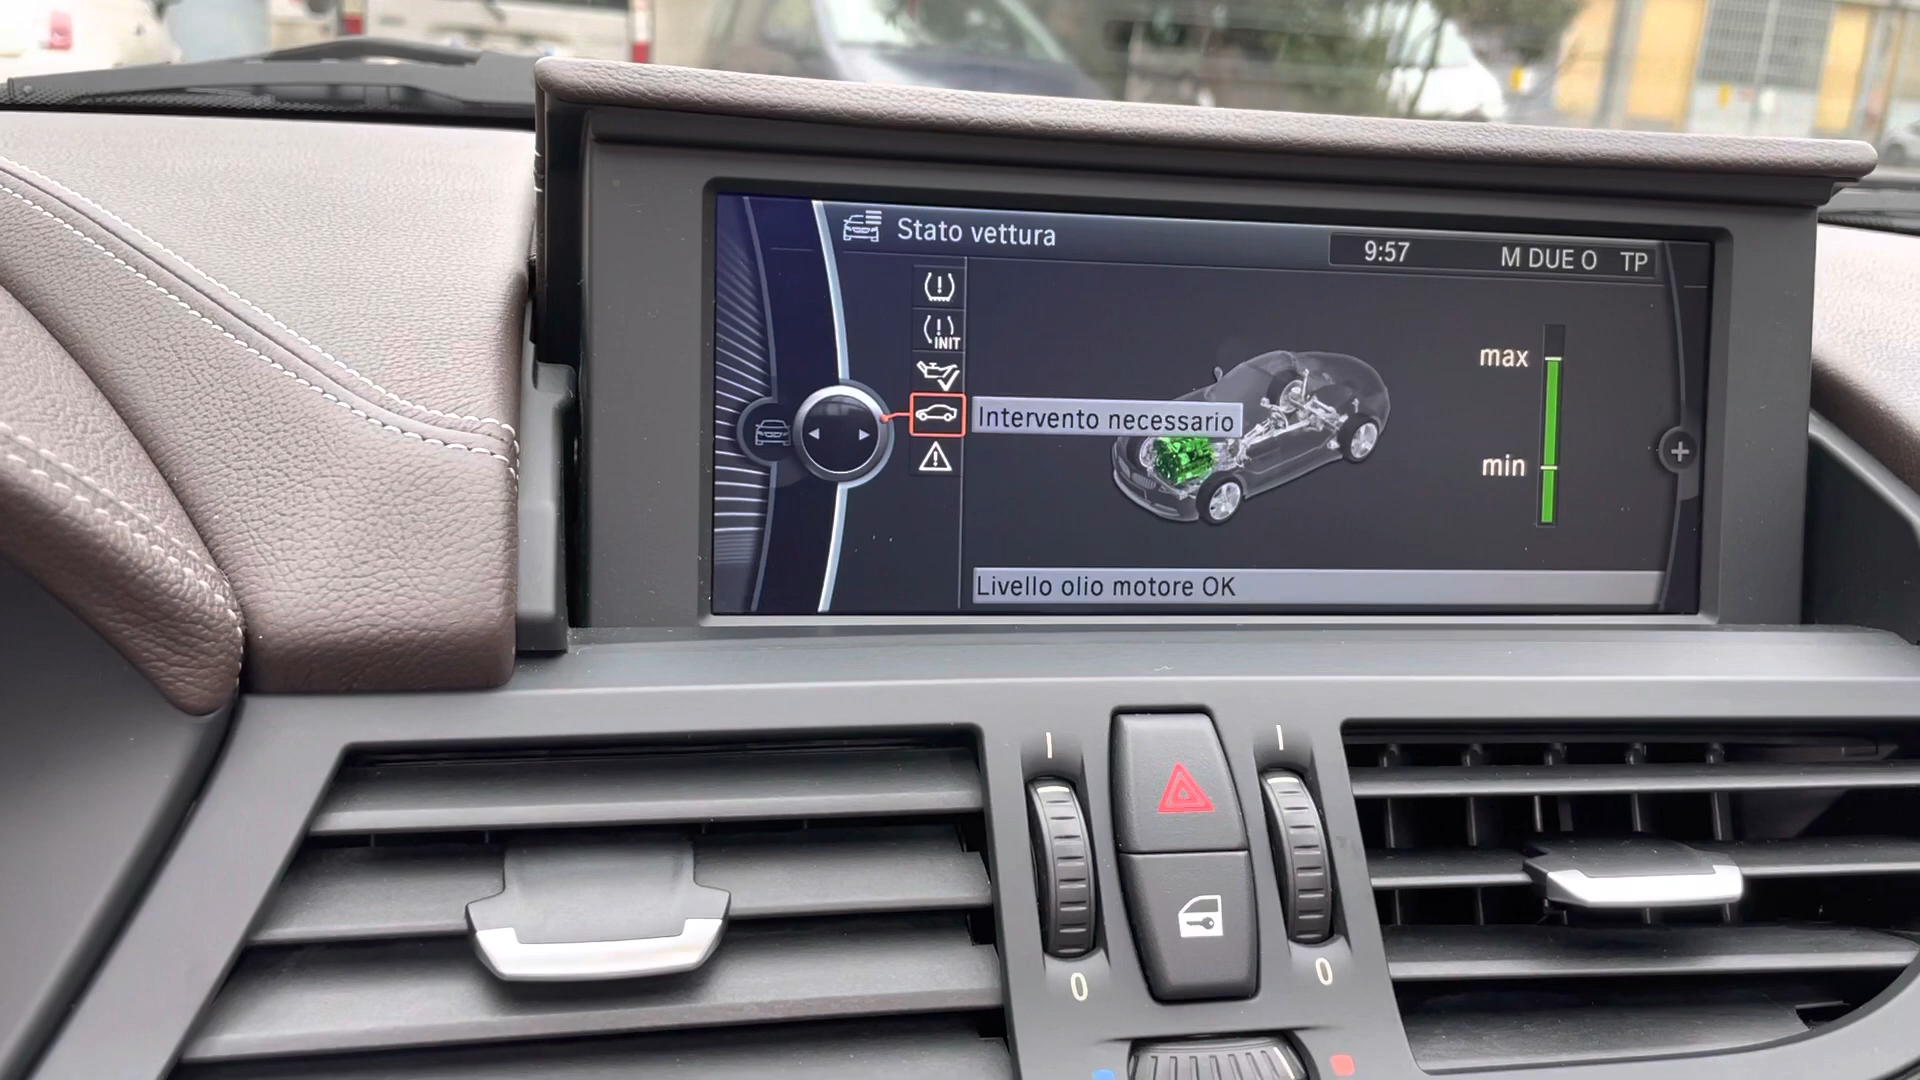 Stato vettura
9:57 M DUE O TP
INIT
max
Intervento necessario
min
Livello olio motore OK
0
0